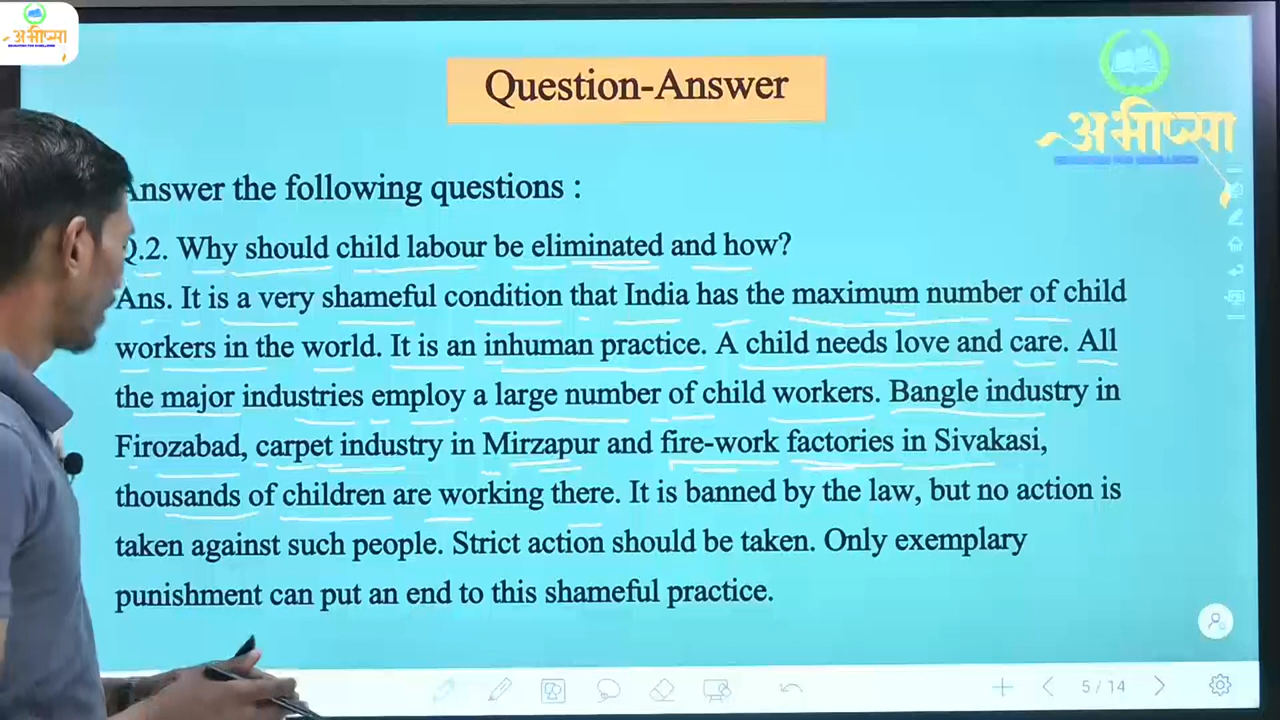 अभीप्सा
Question-Answer
अभीप्सा
EDUCATION FOR EXCELLENCE
Answer the following questions :
Q.2. Why should child labour be eliminated and how?
Ans. It is a very shameful condition that India has the maximum number of child
workers in the world. It is an inhuman practice. A child needs love and care. All
the major industries employ a large number of child workers. Bangle industry in
Firozabad, carpet industry in Mirzapur and fire-work factories in Sivakasi,
thousands of children are working there. It is banned by the law, but no action is
taken against such people. Strict action should be taken. Only exemplary
punishment can put an end to this shameful practice.
5 / 14